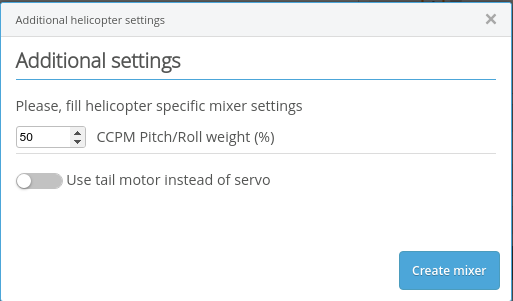 Additional helicopter settings
Additional settings
Please, fill helicopter specific mixer settings
50 CCPM Pitch/Roll weight (%)
Use tail motor instead of servo
Create mixer